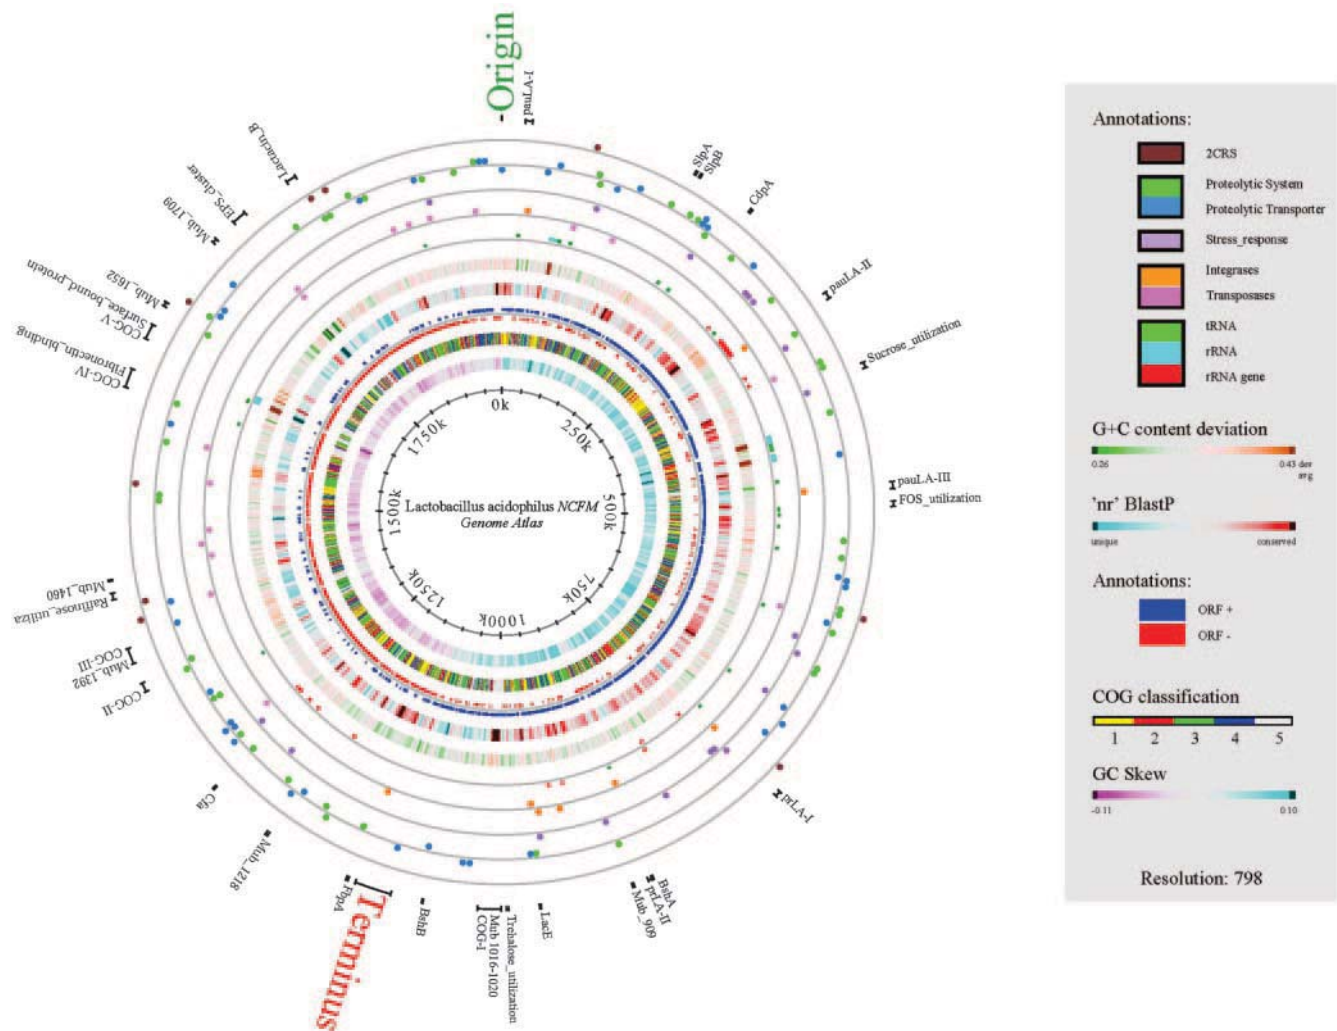 Origin
pauLA-I
SlpA
SlpB
CdpA
pauLA-II
Sucrose_utilization
pauLA-III
FOS_utilization
prLA-I
BshA
prLA-II
Mub_909
LacE
Trehalose_utilization
Mub 1016-1020
COG-I
BshB
Terminus
FbpA
Mub_1218
Cfa
COG-II
Mub_1392
COG-III
Raffinose_utiliza
Mub_1460
COG-IV
Fibronectin_binding
COG-V
Surface_bound_protein
Mub_1652
Mub_1709
EPS_cluster
Lactacin_B
0k
250k
500k
750k
1000k
1250k
1500k
1750k
Lactobacillus acidophilus NCFM
Genome Atlas
Annotations:
2CRS
Proteolytic System
Proteolytic Transporter
Stress_response
Integrases
Transposases
tRNA
rRNA
rRNA gene
G+C content deviation
0.26 0.43 dev
avg
'nr' BlastP
unique conserved
Annotations:
ORF +
ORF -
COG classification
1 2 3 4 5
GC Skew
-0.11 0.10
Resolution: 798